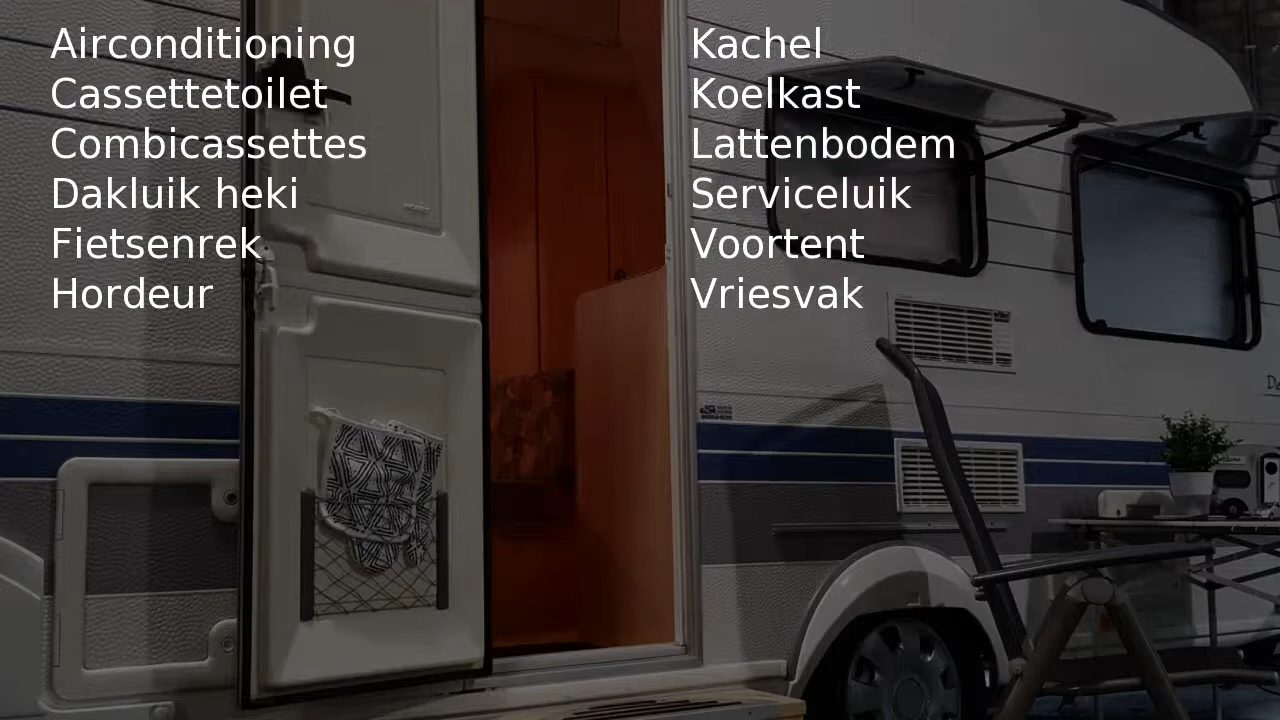 Airconditioning
Cassettetoilet
Combicassettes
Dakluik heki
Fietsenrek
Hordeur
Kachel
Koelkast
Lattenbodem
Serviceluik
Voortent
Vriesvak